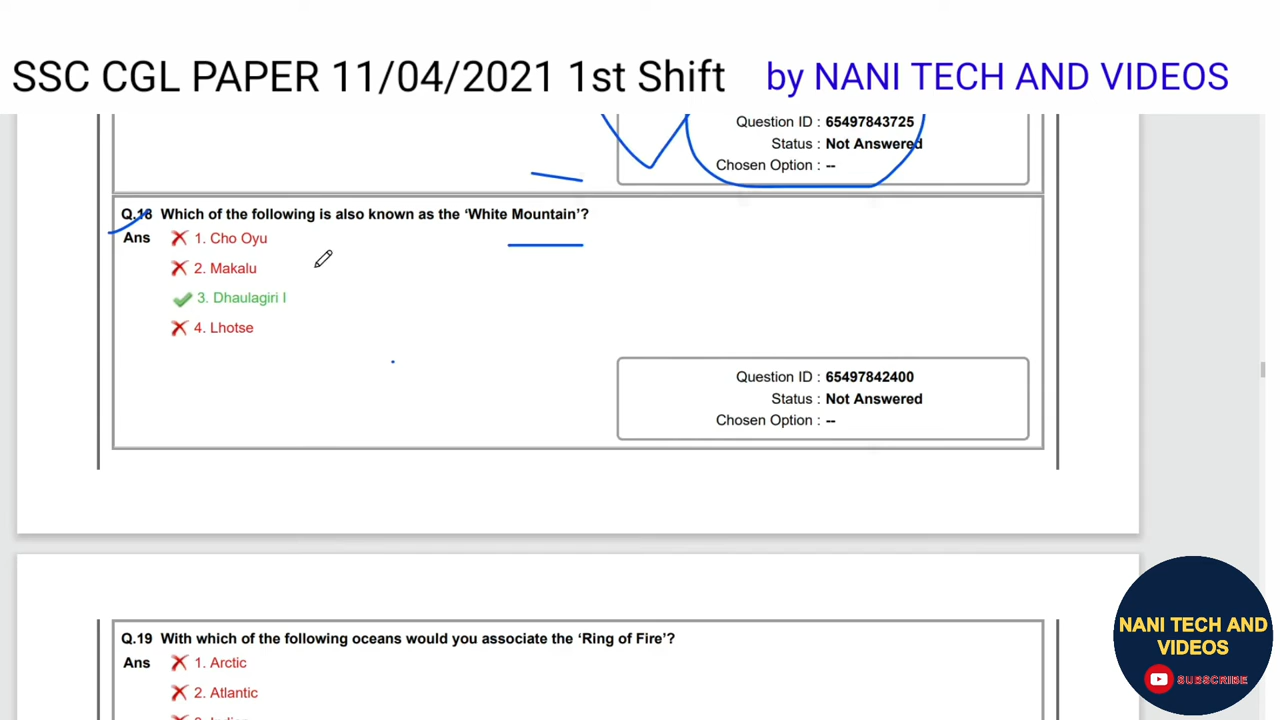 SSC CGL PAPER 11/04/2021 1st Shift by NANI TECH AND VIDEOS
Question ID : 65497843725
Status : Not Answered
Chosen Option : --
Q.18 Which of the following is also known as the ‘White Mountain’?
Ans 1. Cho Oyu
2. Makalu
3. Dhaulagiri I
4. Lhotse
Question ID : 65497842400
Status : Not Answered
Chosen Option : --
Q.19 With which of the following oceans would you associate the ‘Ring of Fire’?
Ans 1. Arctic
2. Atlantic
NANI TECH AND
VIDEOS
SUBSCRIBE